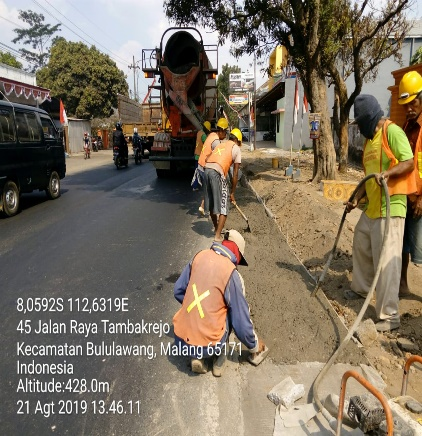 8,0592S 112,6319E
45 Jalan Raya Tambakrejo
Kecamatan Bululawang, Malang 65171
Indonesia
Altitude:428.0m
21 Agt 2019 13.46.11